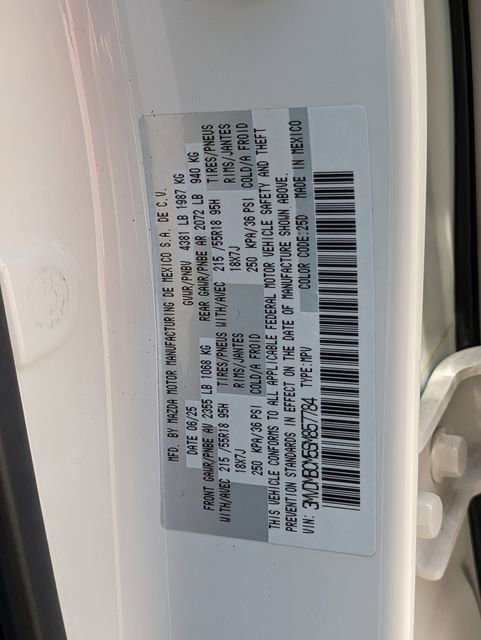 MFD. BY MAZDA MOTOR MANUFACTURING DE MEXICO S.A. DE C.V.
DATE 06/25 GVWR/PNBV 4381 LB 1987 KG
FRONT GAWR/PNBE AV 2355 LB 1068 KG REAR GAWR/PNBE AR 2072 LB 940 KG
WITH/AVEC 215 /55R18 95H TIRES/PNEUS WITH/AVEC 215 /55R18 95H TIRES/PNEUS
18X7J RIMS/JANTES 18X7J RIMS/JANTES
250 KPA/36 PSI COLD/A FROID 250 KPA/36 PSI COLD/A FROID
THIS VEHICLE CONFORMS TO ALL APPLICABLE FEDERAL MOTOR VEHICLE SAFETY AND THEFT
PREVENTION STANDARDS IN EFFECT ON THE DATE OF MANUFACTURE SHOWN ABOVE.
VIN: 3MVDMBCM5SM857784 TYPE:MPV COLOR CODE:25D MADE IN MEXICO